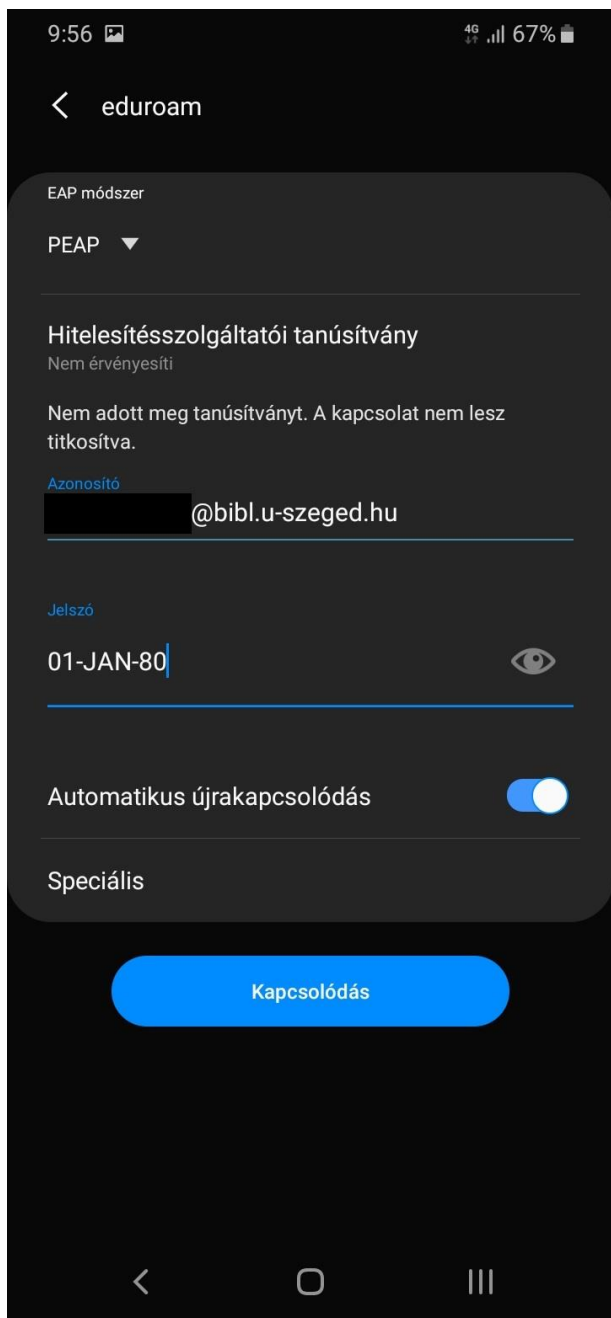 9:56 4G 67%
eduroam
EAP módszer
PEAP
Hitelesítésszolgáltatói tanúsítvány
Nem érvényesíti
Nem adott meg tanúsítványt. A kapcsolat nem lesz
titkosítva.
Azonosító
@bibl.u-szeged.hu
Jelszó
01-JAN-80
Automatikus újrakapcsolódás
Speciális
Kapcsolódás